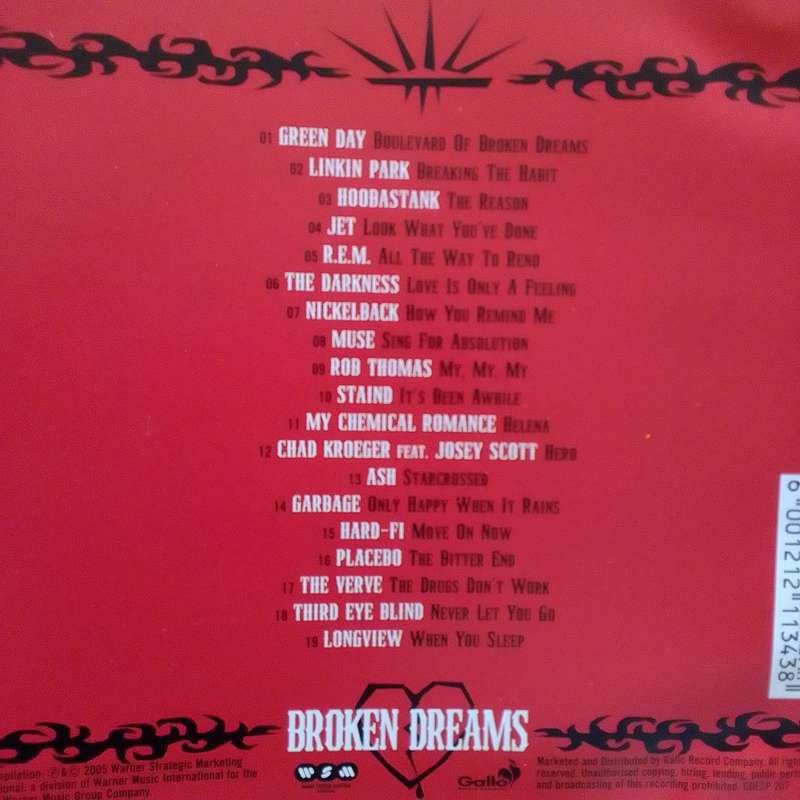 01 GREEN DAY BOULEVARD OF BROKEN DREAMS
02 LINKIN PARK BREAKING THE HABIT
03 HOOBASTANK THE REASON
04 JET LOOK WHAT YOU'VE DONE
05 R.E.M. ALL THE WAY TO RENO
06 THE DARKNESS LOVE IS ONLY A FEELING
07 NICKELBACK HOW YOU REMIND ME
08 MUSE SING FOR ABSOLUTION
09 ROB THOMAS MY, MY, MY
10 STAIND IT'S BEEN AWHILE
11 MY CHEMICAL ROMANCE HELENA
12 CHAD KROEGER FEAT. JOSEY SCOTT HERO
13 ASH STARCROSSED
14 GARBAGE ONLY HAPPY WHEN IT RAINS
15 HARD-FI MOVE ON NOW
16 PLACEBO THE BITTER END
17 THE VERVE THE DRUGS DON'T WORK
18 THIRD EYE BLIND NEVER LET YOU GO
19 LONGVIEW WHEN YOU SLEEP
6 001212 113438
BROKEN DREAMS
WSM
Gallo
pilation ℗&© 2005 Warner Strategic Marketing
ional: a division of Warner Music International for the
Warner Music Group Company.
Marketed and Distributed by Gallo Record Company. All righ
reserved. Unauthorised copying, hiring, lending, public per
and broadcasting of this recording prohibited.